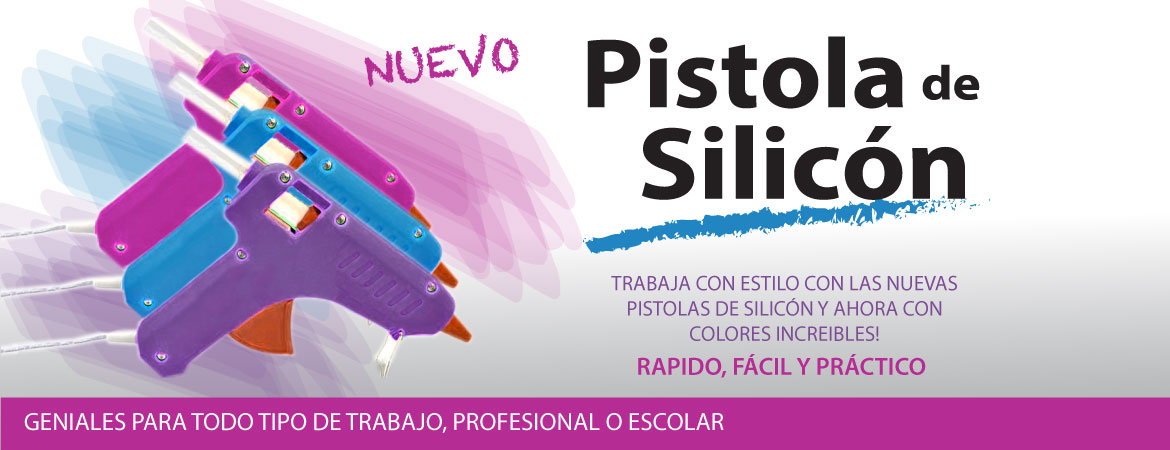 NUEVO
Pistola de
Silicón
TRABAJA CON ESTILO CON LAS NUEVAS
PISTOLAS DE SILICÓN Y AHORA CON
COLORES INCREIBLES!
RAPIDO, FÁCIL Y PRÁCTICO
GENIALES PARA TODO TIPO DE TRABAJO, PROFESIONAL O ESCOLAR